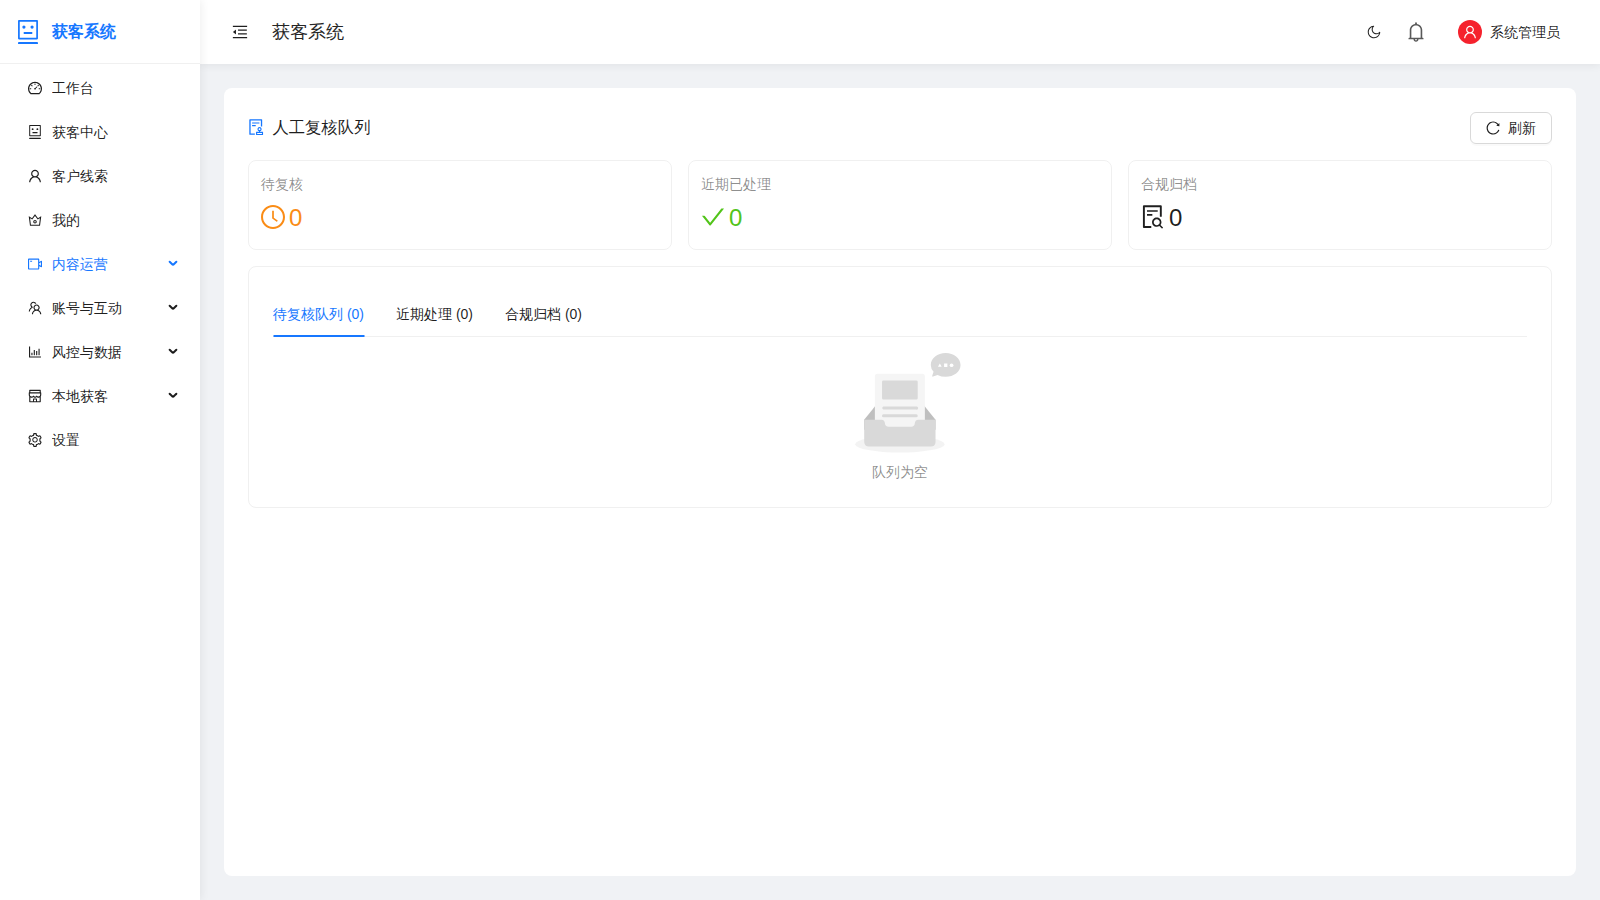 获客系统
获客系统
系统管理员
工作台
获客中心
客户线索
我的
内容运营
账号与互动
风控与数据
本地获客
设置
人工复核队列
刷新
待复核
0
近期已处理
0
合规归档
0
待复核队列 (0)
近期处理 (0)
合规归档 (0)
队列为空